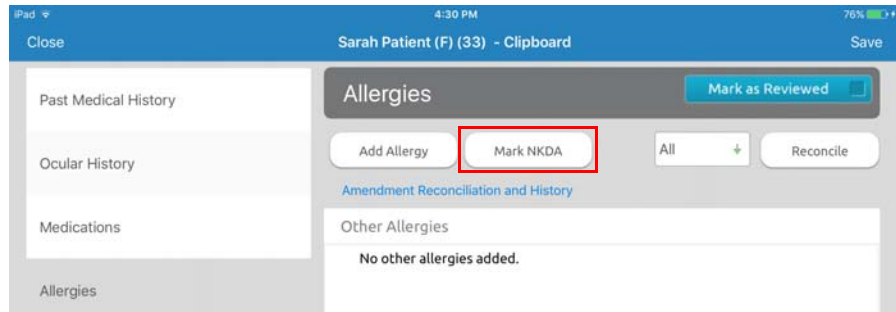 iPad 4:30 PM 76%
Close Sarah Patient (F) (33) - Clipboard Save
Past Medical History
Ocular History
Medications
Allergies
Allergies Mark as Reviewed
Add Allergy Mark NKDA All Reconcile
Amendment Reconciliation and History
Other Allergies
No other allergies added.